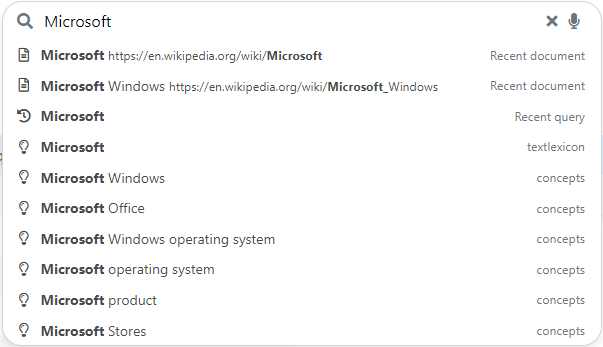 Microsoft
Microsoft https://en.wikipedia.org/wiki/Microsoft Recent document
Microsoft Windows https://en.wikipedia.org/wiki/Microsoft_Windows Recent document
Microsoft Recent query
Microsoft textlexicon
Microsoft Windows concepts
Microsoft Office concepts
Microsoft Windows operating system concepts
Microsoft operating system concepts
Microsoft product concepts
Microsoft Stores concepts